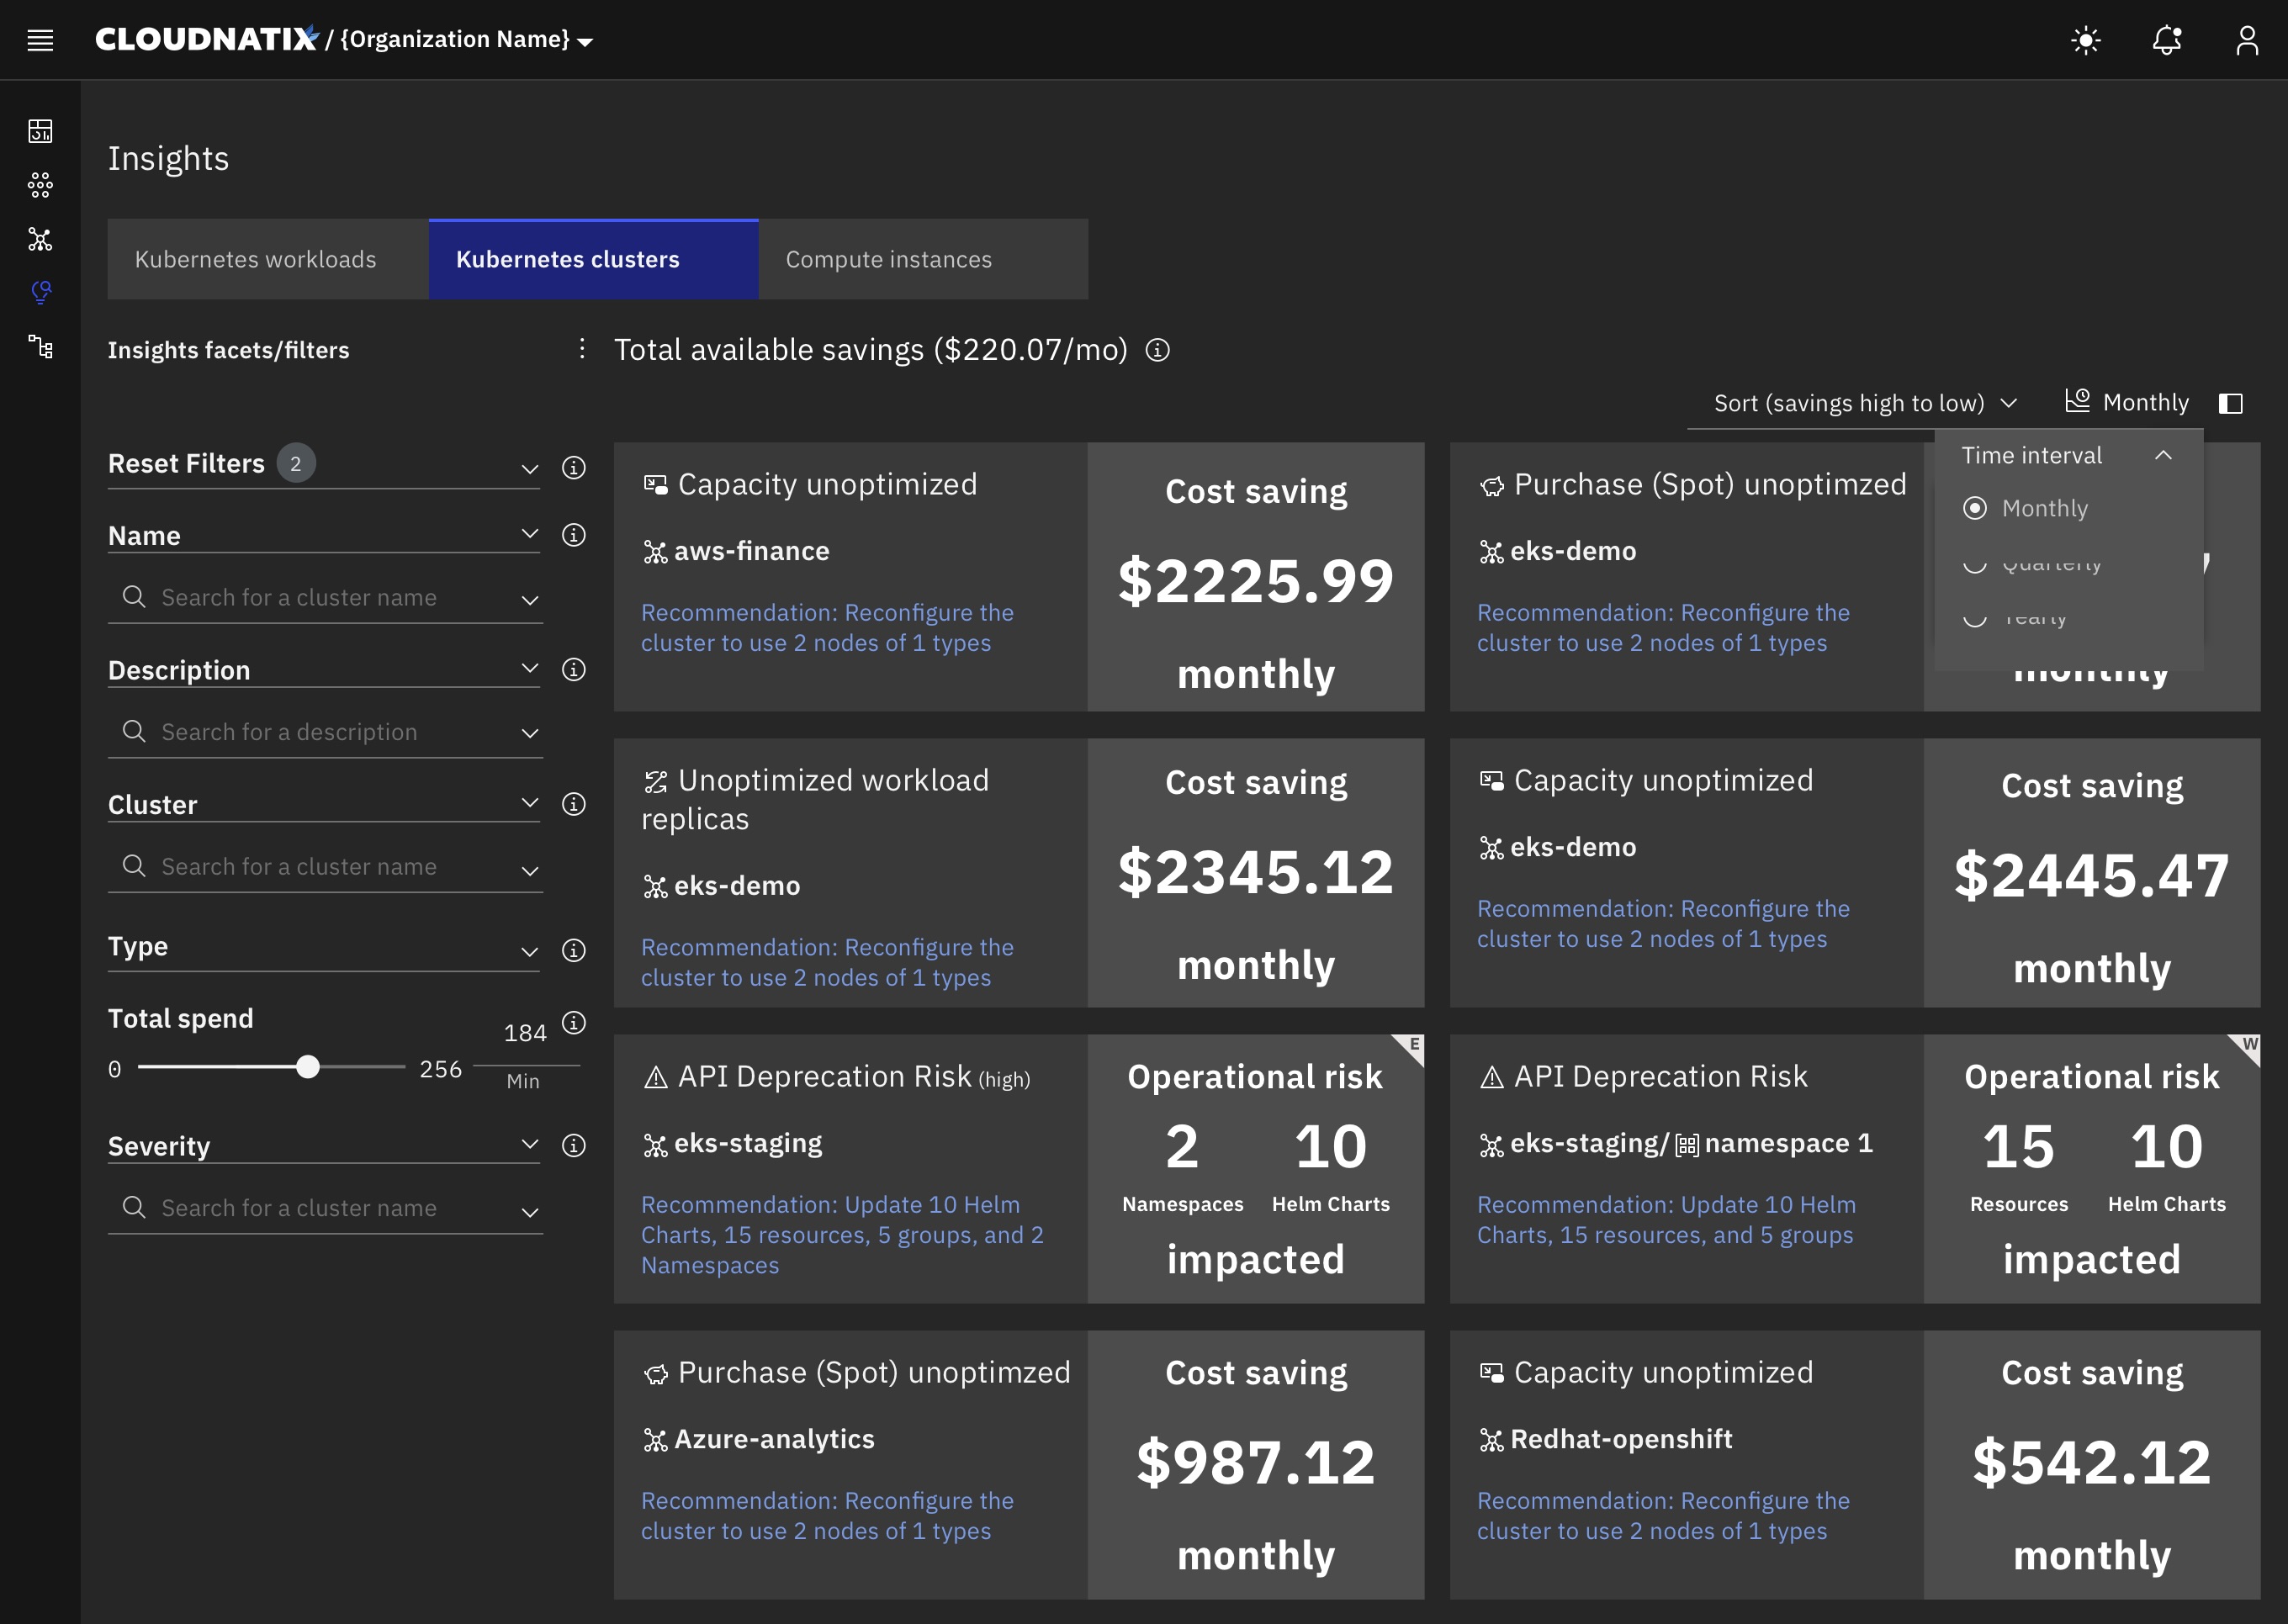 CLOUDNATIX / {Organization Name}
Insights
Kubernetes workloads
Kubernetes clusters
Compute instances
Insights facets/filters
Total available savings ($220.07/mo)
Sort (savings high to low)
Monthly
Time interval
Monthly
Quarterly
Yearly
Reset Filters 2
Name
Search for a cluster name
Description
Search for a description
Cluster
Search for a cluster name
Type
Total spend
184
0
256
Min
Severity
Search for a cluster name
Capacity unoptimized
aws-finance
Recommendation: Reconfigure the
cluster to use 2 nodes of 1 types
Cost saving
$2225.99
monthly
Purchase (Spot) unoptimzed
eks-demo
Recommendation: Reconfigure the
cluster to use 2 nodes of 1 types
monthly
Unoptimized workload
replicas
eks-demo
Recommendation: Reconfigure the
cluster to use 2 nodes of 1 types
Cost saving
$2345.12
monthly
Capacity unoptimized
eks-demo
Recommendation: Reconfigure the
cluster to use 2 nodes of 1 types
Cost saving
$2445.47
monthly
API Deprecation Risk (high)
eks-staging
Recommendation: Update 10 Helm
Charts, 15 resources, 5 groups, and 2
Namespaces
E
Operational risk
2 10
Namespaces Helm Charts
impacted
API Deprecation Risk
eks-staging/ namespace 1
Recommendation: Update 10 Helm
Charts, 15 resources, and 5 groups
W
Operational risk
15 10
Resources Helm Charts
impacted
Purchase (Spot) unoptimzed
Azure-analytics
Recommendation: Reconfigure the
cluster to use 2 nodes of 1 types
Cost saving
$987.12
monthly
Capacity unoptimized
Redhat-openshift
Recommendation: Reconfigure the
cluster to use 2 nodes of 1 types
Cost saving
$542.12
monthly